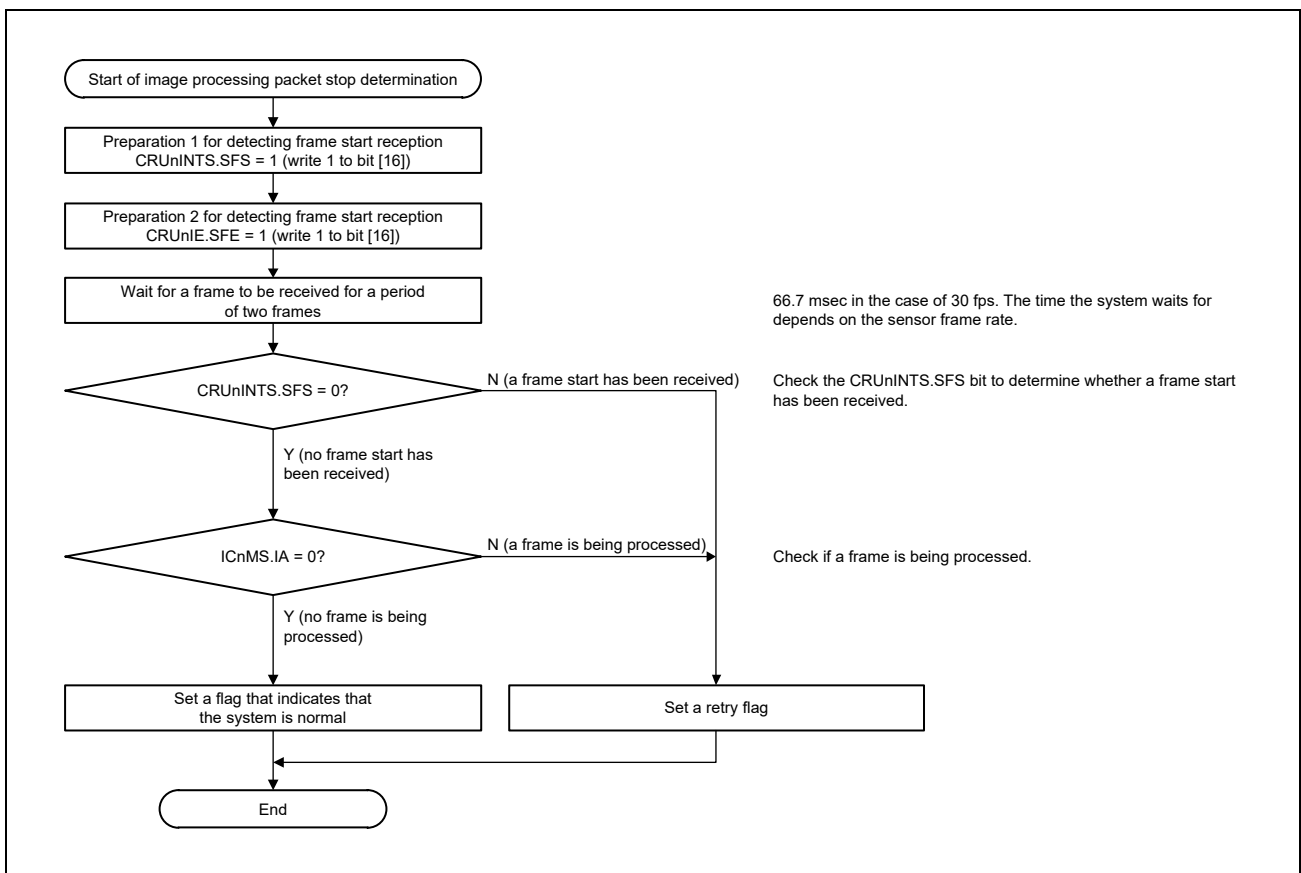 Start of image processing packet stop determination
Preparation 1 for detecting frame start reception
CRUnINTS.SFS = 1 (write 1 to bit [16])
Preparation 2 for detecting frame start reception
CRUnIE.SFE = 1 (write 1 to bit [16])
Wait for a frame to be received for a period
of two frames
66.7 msec in the case of 30 fps. The time the system waits for
depends on the sensor frame rate.
CRUnINTS.SFS = 0?
N (a frame start has been received)
Check the CRUnINTS.SFS bit to determine whether a frame start
has been received.
Y (no frame start has
been received)
ICnMS.IA = 0?
N (a frame is being processed)
Check if a frame is being processed.
Y (no frame is being
processed)
Set a flag that indicates that
the system is normal
Set a retry flag
End